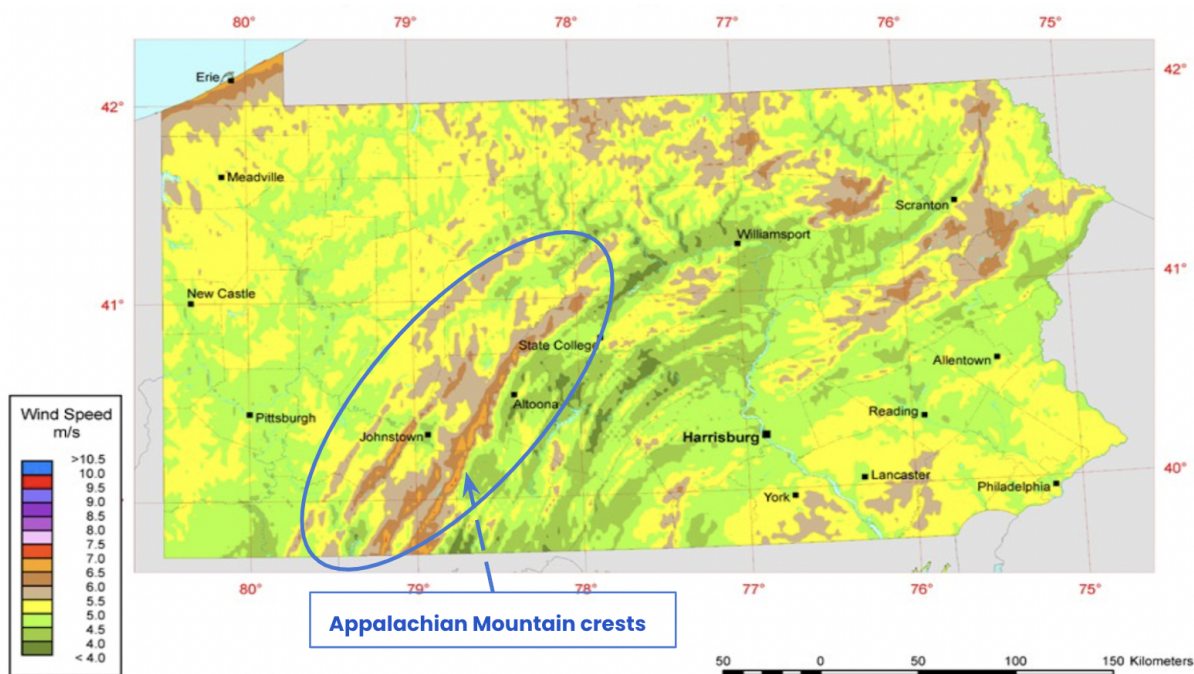 80° 79° 78° 77° 76° 75°
42°
Erie
42°
Meadville
Scranton
Williamsport
41°
New Castle
41°
State College
Allentown
Altoona
Reading
Pittsburgh
Johnstown
Harrisburg
40°
Lancaster
Philadelphia
York
80° 79° 78° 77° 76° 75°
Wind Speed
m/s
>10.5
10.0
9.5
9.0
8.5
8.0
7.5
7.0
6.5
6.0
5.5
5.0
4.5
4.0
< 4.0
Appalachian Mountain crests
50 0 50 100 150 Kilometers